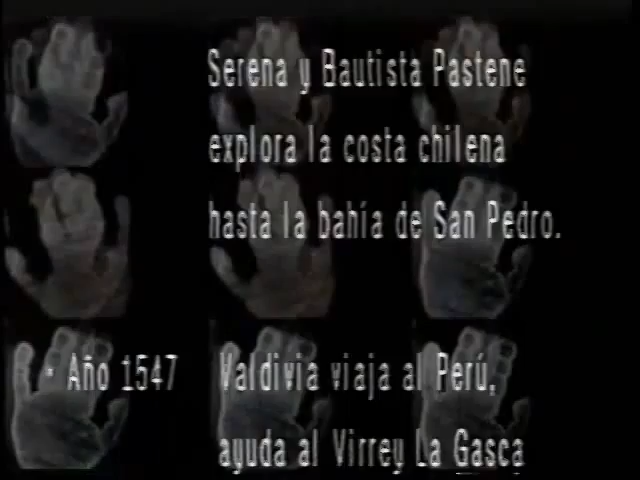 Serena y Bautista Pastene
explora la costa chilena
hasta la bahía de San Pedro.
· Año 1547 Valdivia viaja al Perú,
ayuda al Virrey La Gasca